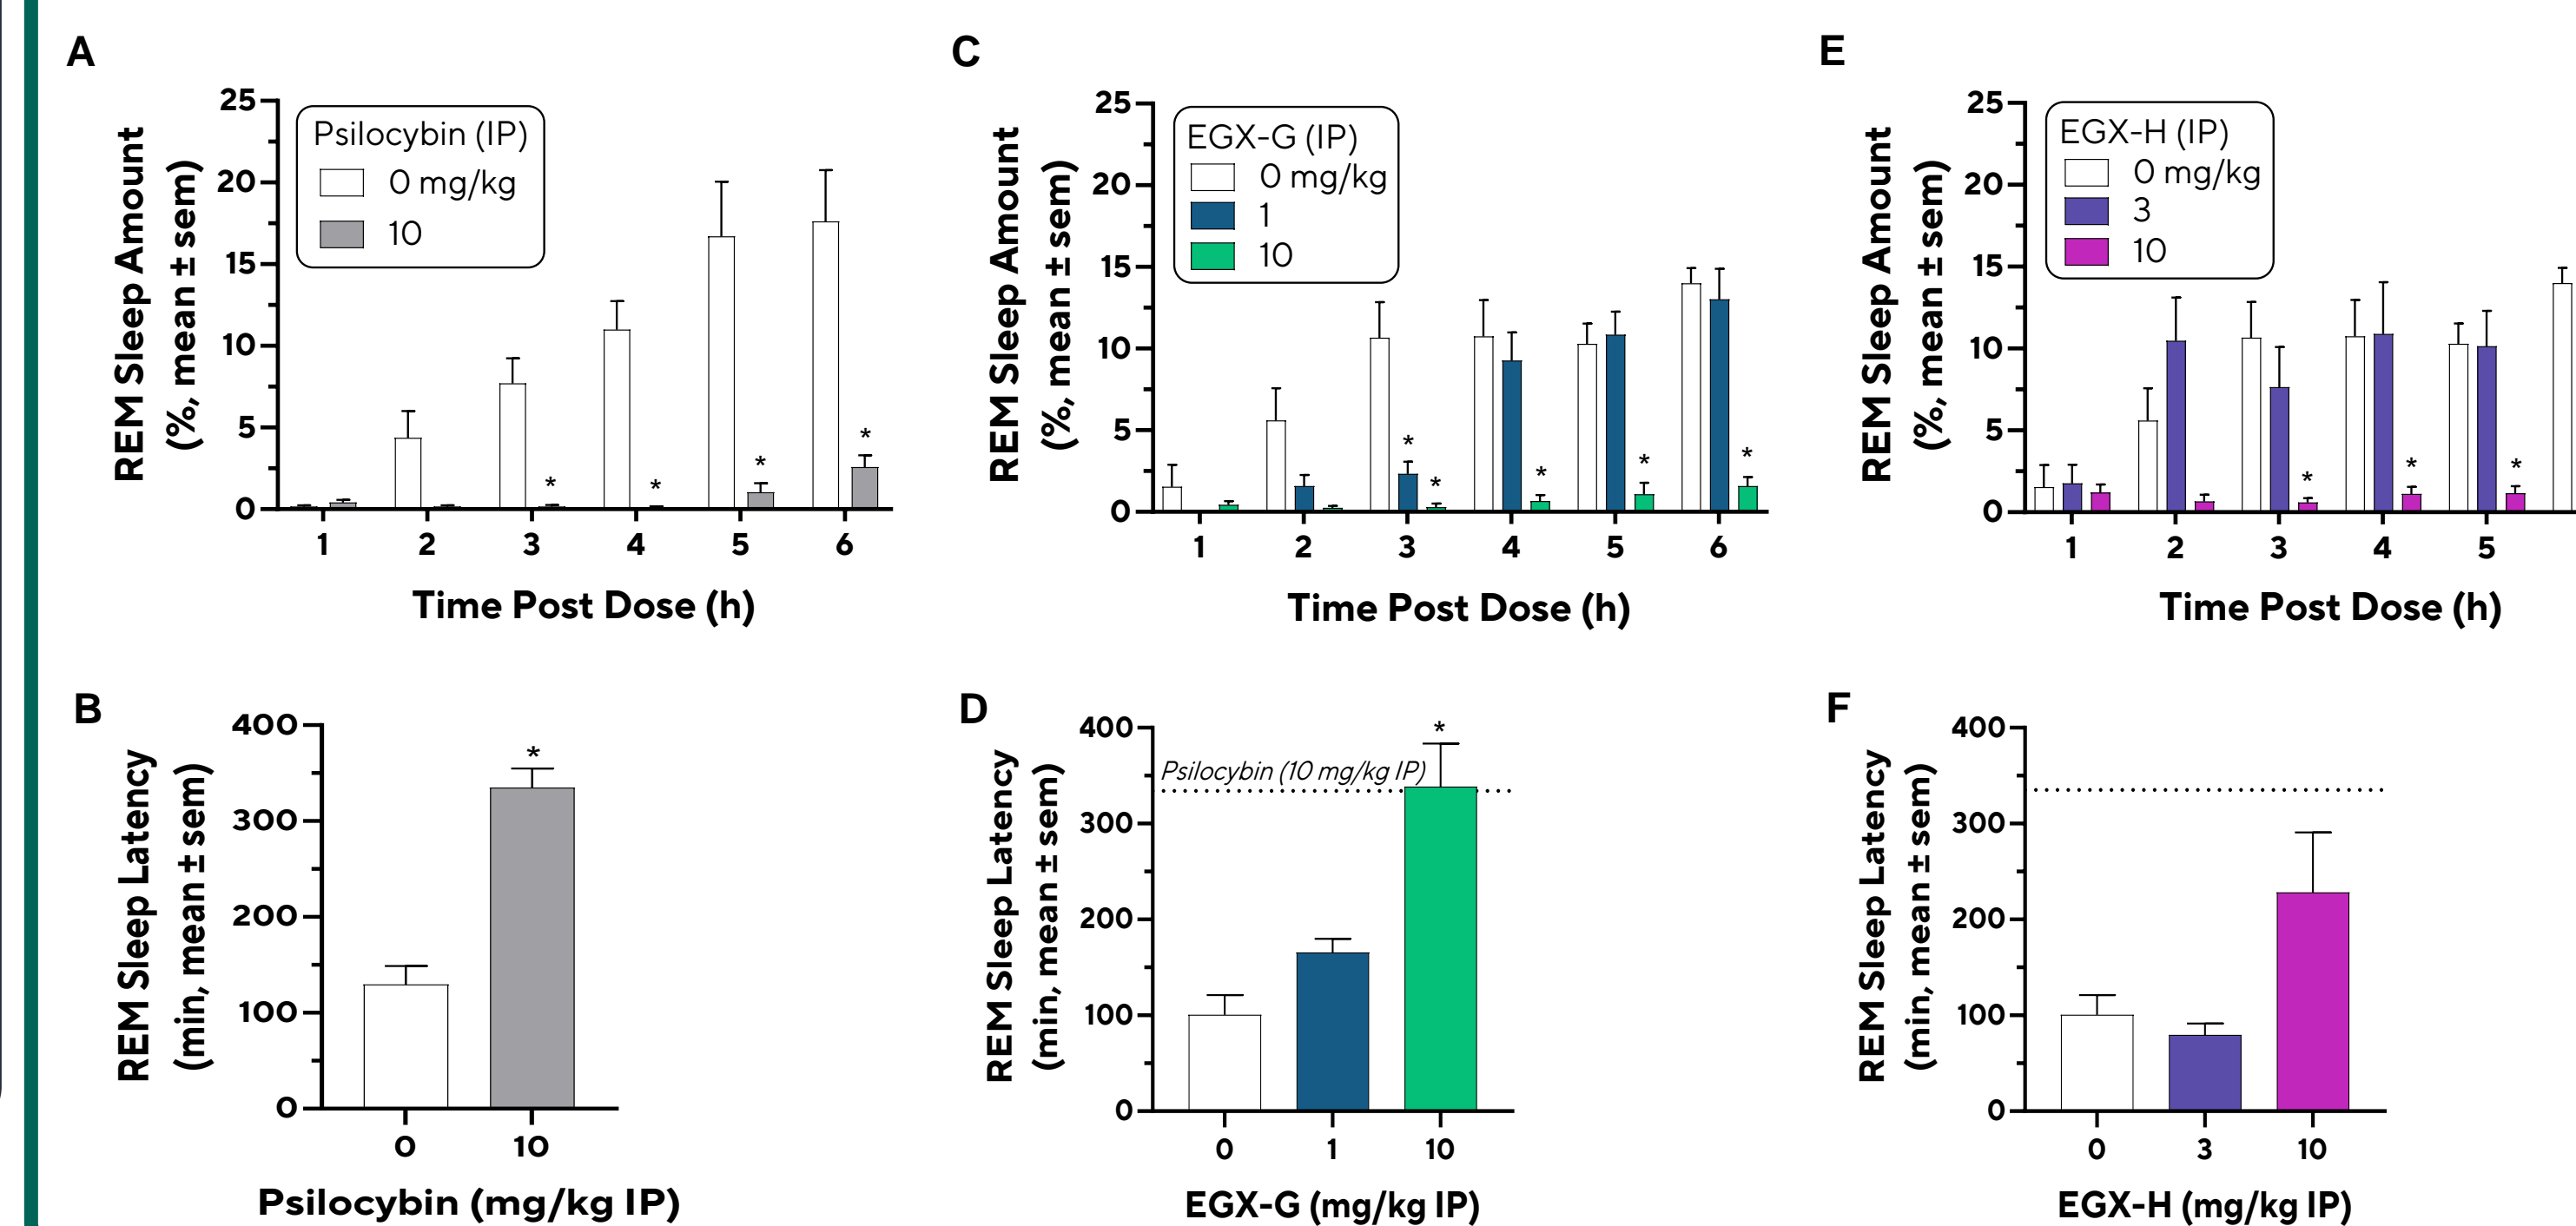 A
REM Sleep Amount
(%, mean ± sem)
25
20
15
10
5
0
Psilocybin (IP)
0 mg/kg
10
*
*
*
*
1 2 3 4 5 6
Time Post Dose (h)
C
REM Sleep Amount
(%, mean ± sem)
25
20
15
10
5
0
EGX-G (IP)
0 mg/kg
1
10
*
*
*
*
*
1 2 3 4 5 6
Time Post Dose (h)
E
REM Sleep Amount
(%, mean ± sem)
25
20
15
10
5
0
EGX-H (IP)
0 mg/kg
3
10
*
*
*
1 2 3 4 5
Time Post Dose (h)
B
REM Sleep Latency
(min, mean ± sem)
400
300
200
100
0
*
0 10
Psilocybin (mg/kg IP)
D
REM Sleep Latency
(min, mean ± sem)
400
300
200
100
0
*
Psilocybin (10 mg/kg IP)
0 1 10
EGX-G (mg/kg IP)
F
REM Sleep Latency
(min, mean ± sem)
400
300
200
100
0
0 3 10
EGX-H (mg/kg IP)